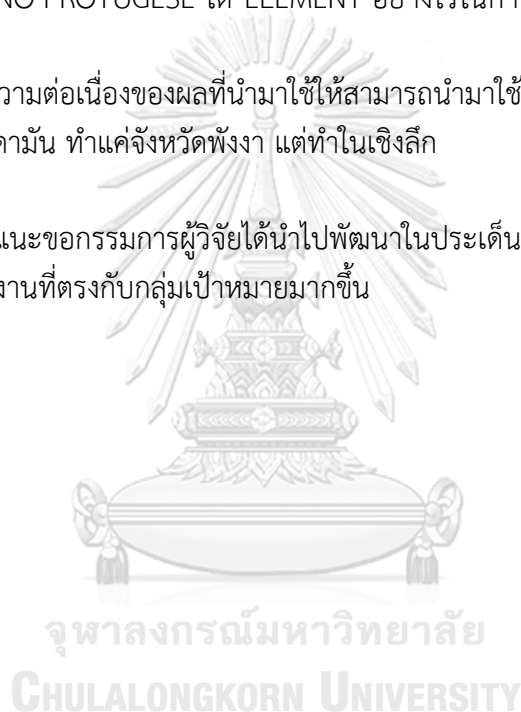 NO PROTUGESE ได้ ELEMENT อย่างไรในกา
วามต่อเนื่องของผลที่นำมาใช้ให้สามารถนำมาใช้
ดามัน ทำแค่จังหวัดพังงา แต่ทำในเชิงลึก
แนะขอกรรมการผู้วิจัยได้นำไปพัฒนาในประเด็น
งานที่ตรงกับกลุ่มเป้าหมายมากขึ้น
จุฬาลงกรณ์มหาวิทยาลัย
CHULALONGKORN UNIVERSITY